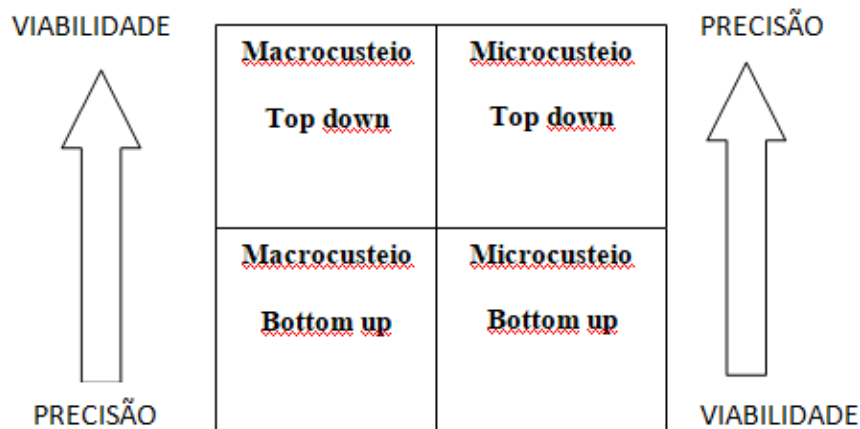 VIABILIDADE
PRECISÃO
Macrocusteio
Top down
Microcusteio
Top down
Macrocusteio
Bottom up
Microcusteio
Bottom up
PRECISÃO
VIABILIDADE